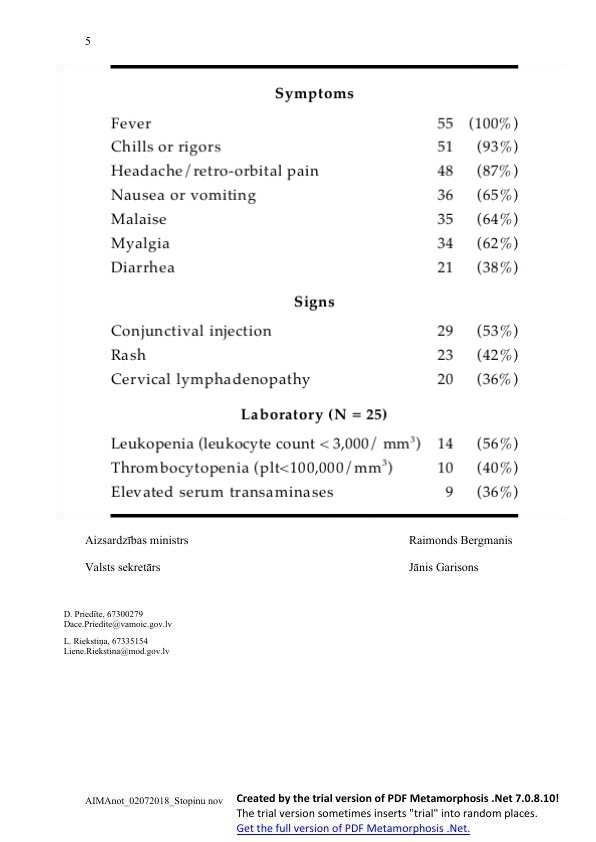 5
Symptoms
Fever 55 (100%)
Chills or rigors 51 (93%)
Headache/retro-orbital pain 48 (87%)
Nausea or vomiting 36 (65%)
Malaise 35 (64%)
Myalgia 34 (62%)
Diarrhea 21 (38%)
Signs
Conjunctival injection 29 (53%)
Rash 23 (42%)
Cervical lymphadenopathy 20 (36%)
Laboratory (N = 25)
Leukopenia (leukocyte count < 3,000/ mm³) 14 (56%)
Thrombocytopenia (plt<100,000/mm³) 10 (40%)
Elevated serum transaminases 9 (36%)
Aizsardzības ministrs Raimonds Bergmanis
Valsts sekretārs Jānis Garisons
D. Priedīte, 67300279
Dace.Priedite@vamoic.gov.lv
L. Riekstiņa, 67335154
Liene.Riekstina@mod.gov.lv
AIMAnot_02072018_Stopinu nov
Created by the trial version of PDF Metamorphosis .Net 7.0.8.10!
The trial version sometimes inserts "trial" into random places.
Get the full version of PDF Metamorphosis .Net.